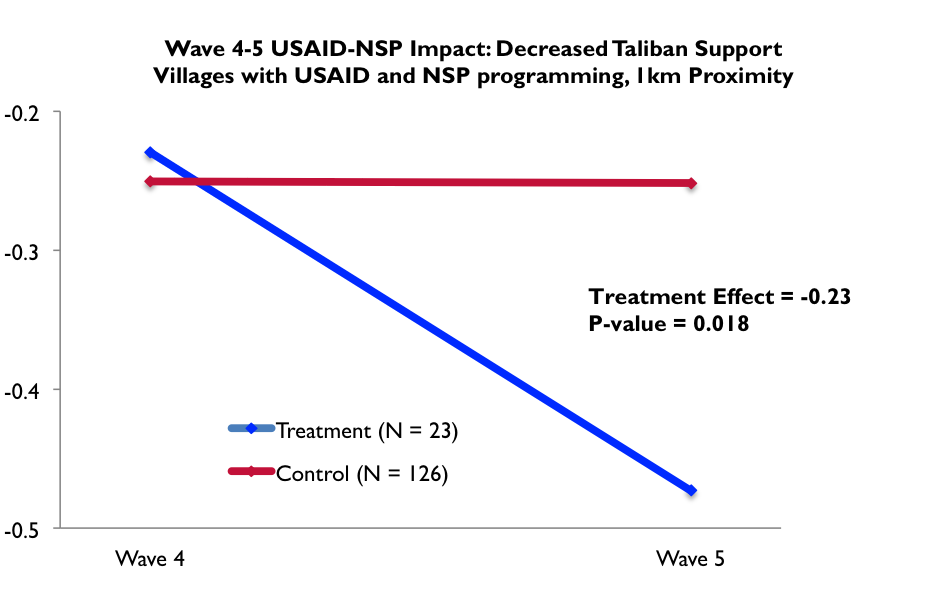 Wave 4-5 USAID-NSP Impact: Decreased Taliban Support
Villages with USAID and NSP programming, 1km Proximity
-0.2
-0.3
Treatment Effect = -0.23
P-value = 0.018
-0.4
Treatment (N = 23)
Control (N = 126)
-0.5
Wave 4
Wave 5